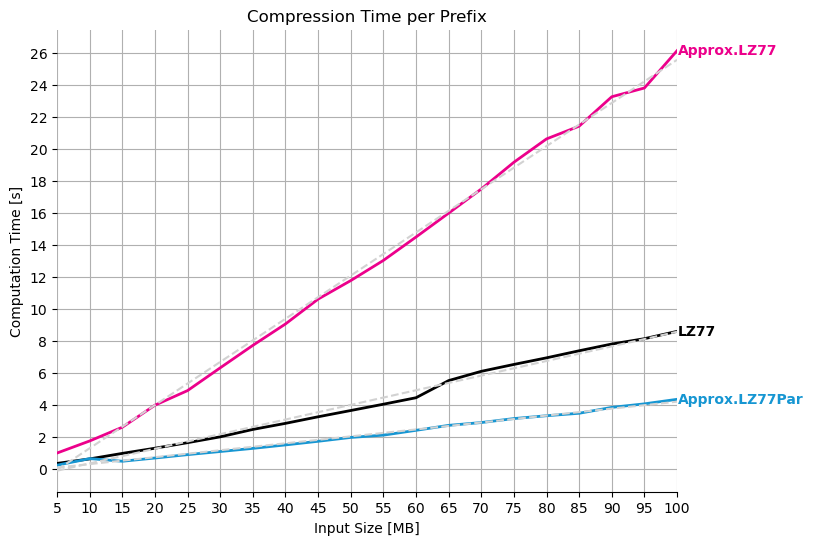 Compression Time per Prefix
Computation Time [s]
26
24
22
20
18
16
14
12
10
8
6
4
2
0
Approx.LZ77
LZ77
Approx.LZ77Par
5 10 15 20 25 30 35 40 45 50 55 60 65 70 75 80 85 90 95 100
Input Size [MB]